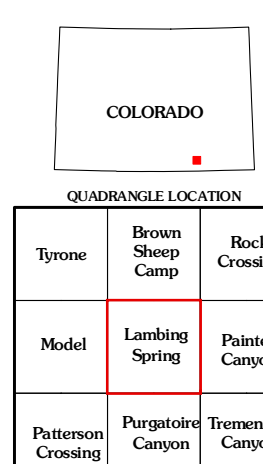 COLORADO
QUADRANGLE LOCATION
Tyrone
Brown
Sheep
Camp
Model
Lambing
Spring
Patterson
Crossing
Purgatoire
Canyon